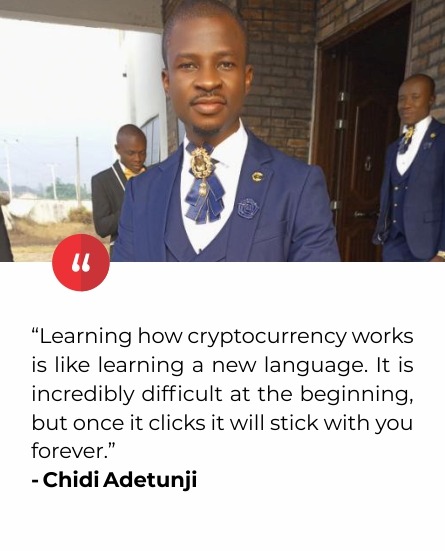 “Learning how cryptocurrency works
is like learning a new language. It is
incredibly difficult at the beginning,
but once it clicks it will stick with you
forever.”
- Chidi Adetunji